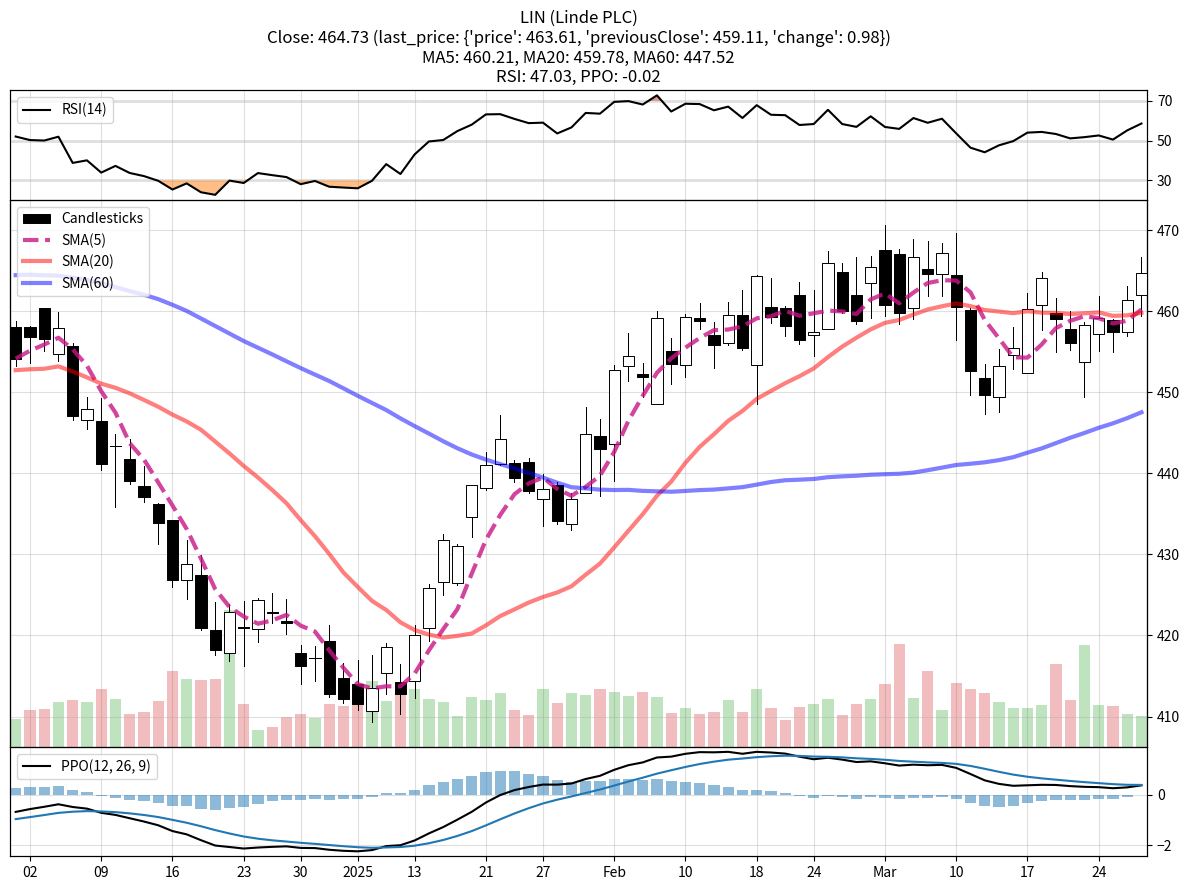 LIN (Linde PLC)
Close: 464.73 (last_price: {'price': 463.61, 'previousClose': 459.11, 'change': 0.98})
MA5: 460.21, MA20: 459.78, MA60: 447.52
RSI: 47.03, PPO: -0.02
RSI(14)
70
50
30
Candlesticks
SMA(5)
SMA(20)
SMA(60)
470
460
450
440
430
420
410
PPO(12, 26, 9)
0
−2
02 09 16 23 30 2025 13 21 27 Feb 10 18 24 Mar 10 17 24